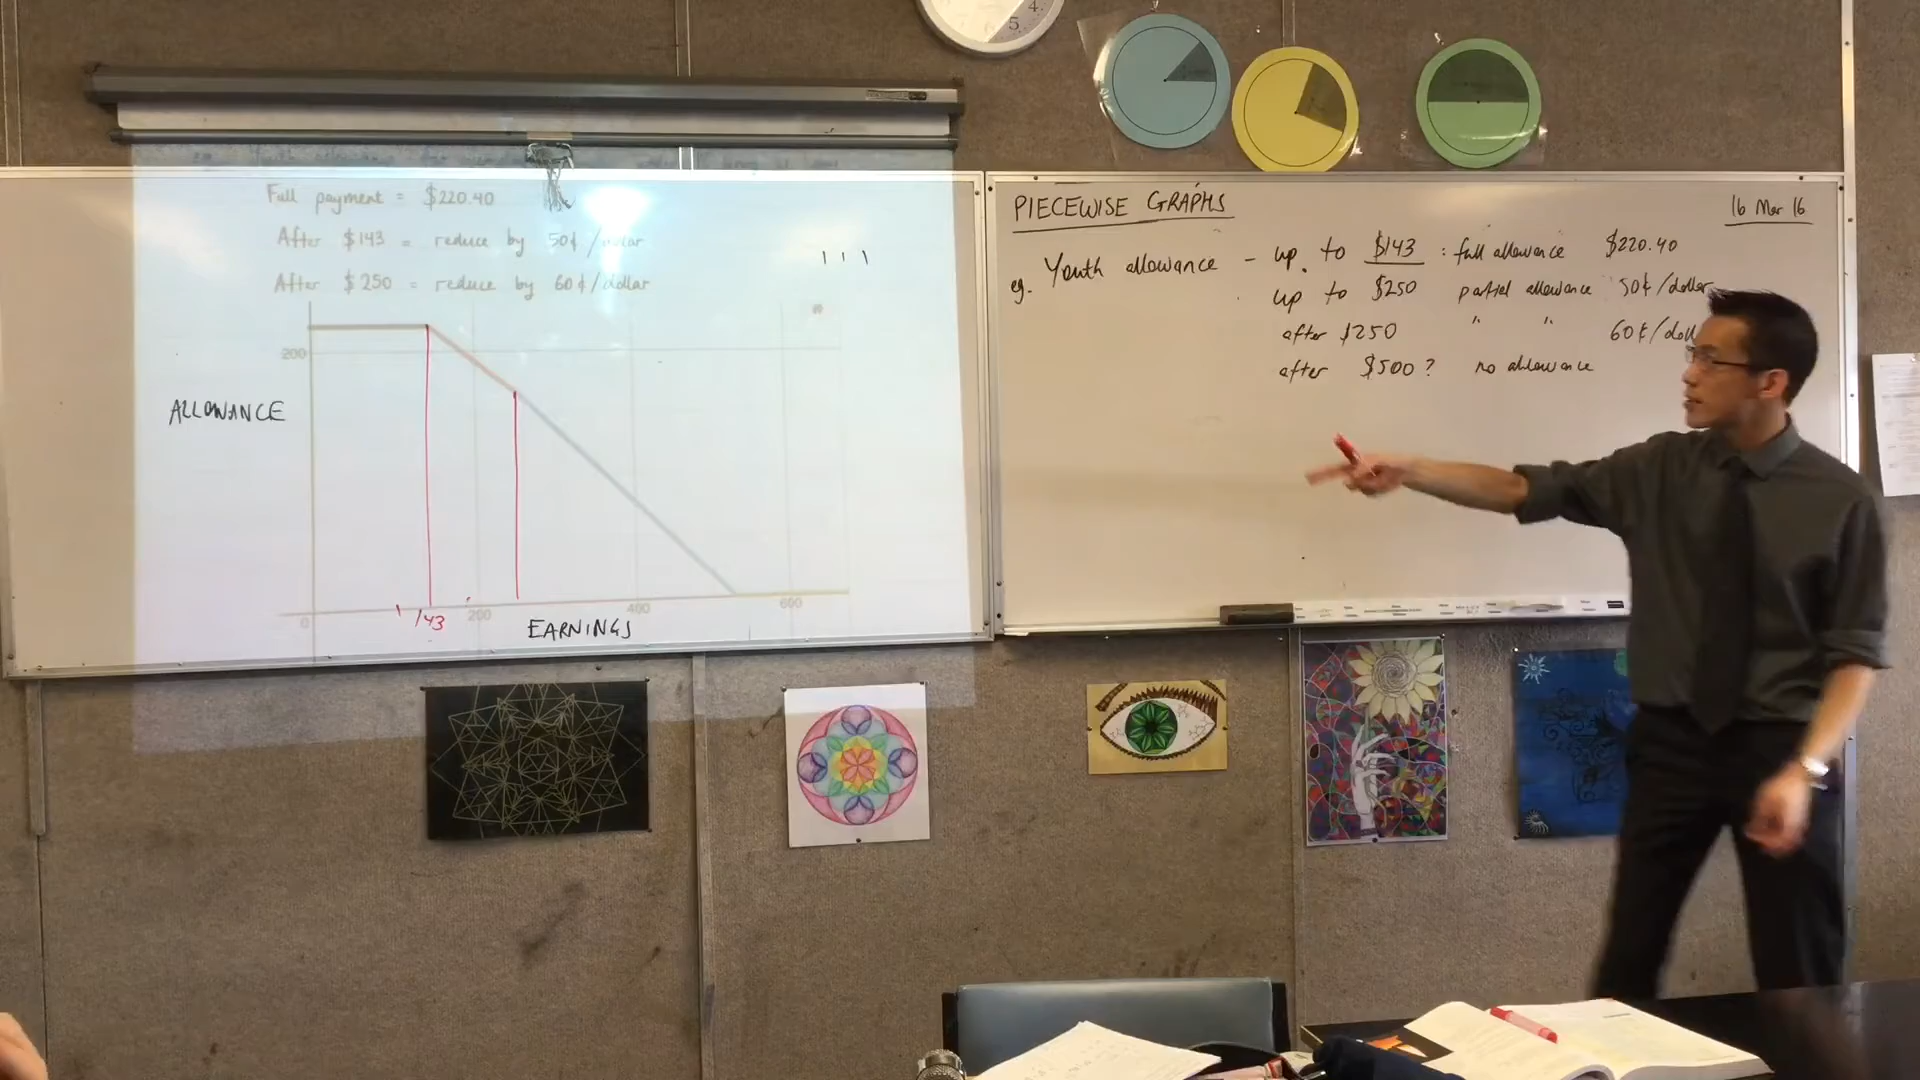 Full payment = $220.40
After $143 = reduce by 50¢/dollar
After $250 = reduce by 60¢/dollar
200
ALLOWANCE
0
143
200
400
600
EARNINGS
PIECEWISE GRAPHS
16 Mar 16
eg. Youth allowance - up to $143 : full allowance $220.40
up to $250 partial allowance 50¢/dollar
after $250 " " 60¢/doll
after $500? no allowance
4.
5